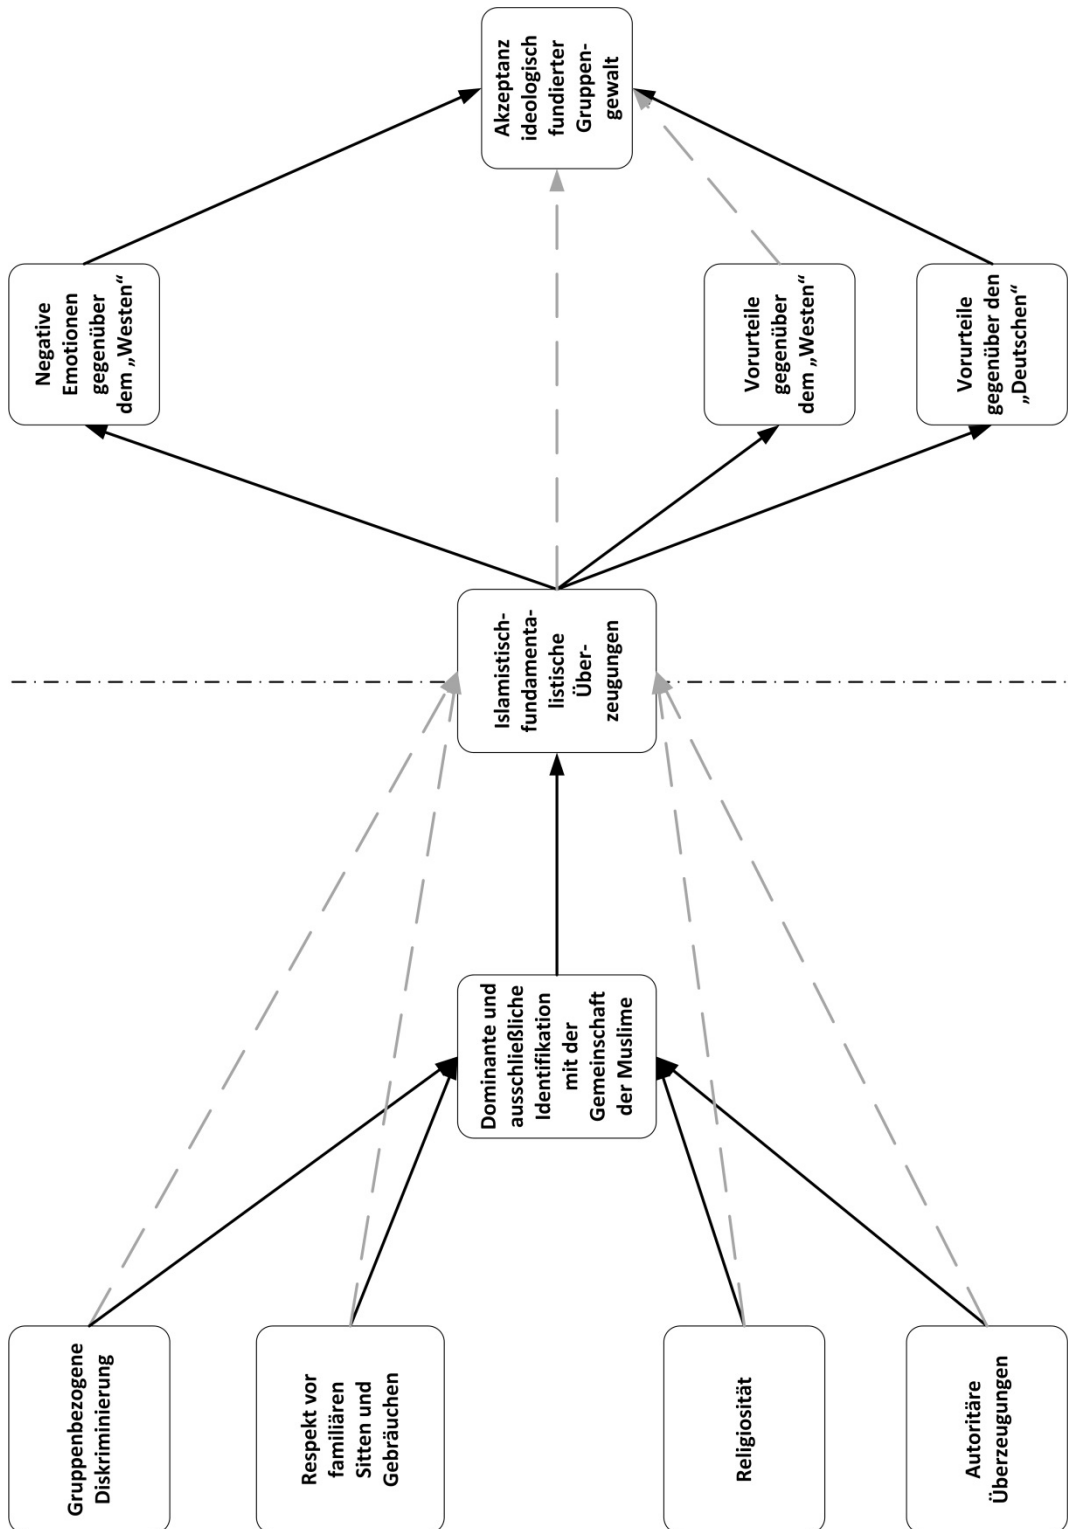 Gruppenbezogene
Diskriminierung
Respekt vor
familiären
Sitten und
Gebräuchen
Religiosität
Autoritäre
Überzeugungen
Dominante und
ausschließliche
Identifikation
mit der
Gemeinschaft
der Muslime
Islamistisch-
fundamenta-
listische
Über-
zeugungen
Negative
Emotionen
gegenüber
dem „Westen“
Vorurteile
gegenüber
dem „Westen“
Vorurteile
gegenüber den
„Deutschen“
Akzeptanz
ideologisch
fundierter
Gruppen-
gewalt